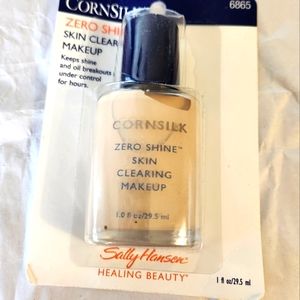 CORNSILK
6865
ZERO SHINE
SKIN CLEARING
MAKEUP
Keeps shine
and oil breakouts
under control
for hours.
CORNSILK
ZERO SHINE™
SKIN
CLEARING
MAKEUP
1.0 fl oz/29.5 ml
Sally Hansen®
HEALING BEAUTY®
1 fl oz/29.5 ml